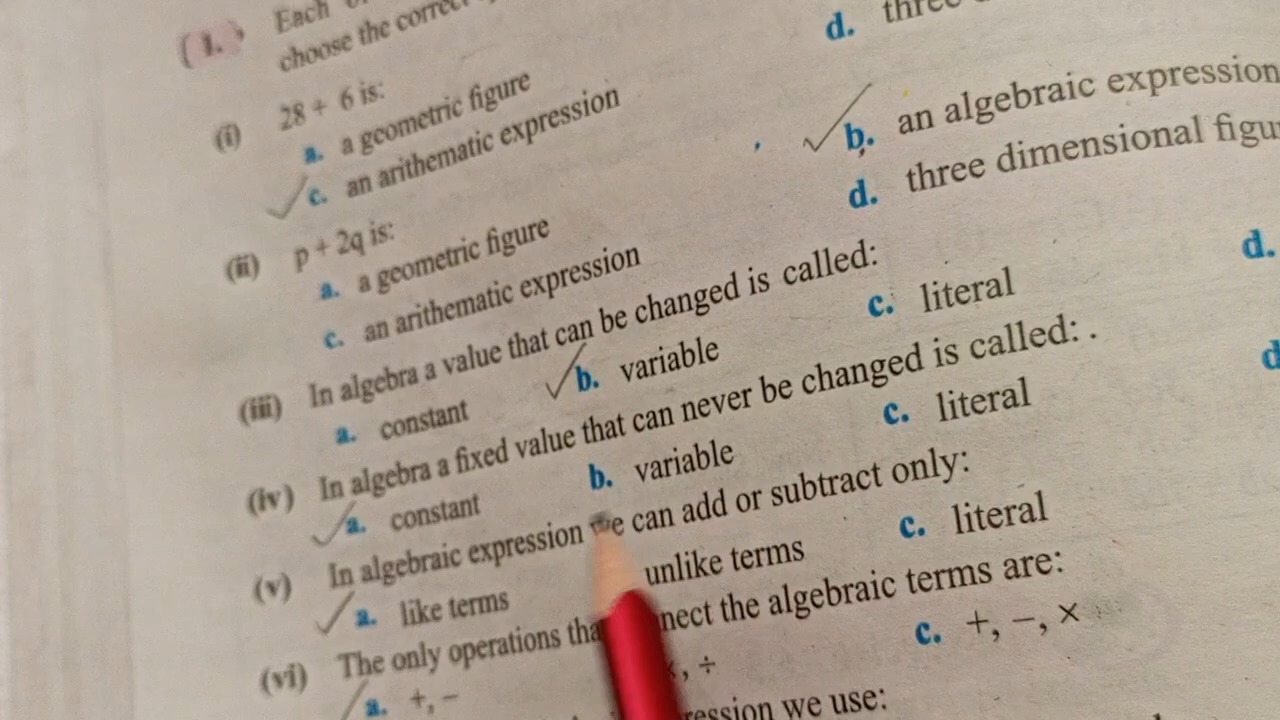 1. Each
choose the correct
d. three
(i) 28 + 6 is:
a. a geometric figure
b. an algebraic expression
c. an arithematic expression
d. three dimensional figu
(ii) p + 2q is:
a. a geometric figure
c. an arithematic expression
(iii) In algebra a value that can be changed is called:
a. constant b. variable c. literal d.
(iv) In algebra a fixed value that can never be changed is called: .
a. constant b. variable c. literal d
(v) In algebraic expression we can add or subtract only:
a. like terms unlike terms c. literal
(vi) The only operations tha nect the algebraic terms are:
a. +, − , ÷ c. +, −, ×
ression we use: